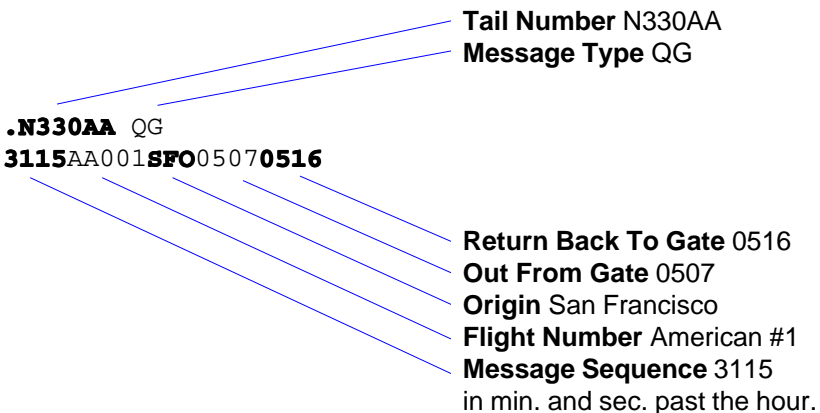 Tail Number N330AA
Message Type QG
.N330AA QG
3115AA001SFO05070516
Return Back To Gate 0516
Out From Gate 0507
Origin San Francisco
Flight Number American #1
Message Sequence 3115
in min. and sec. past the hour.